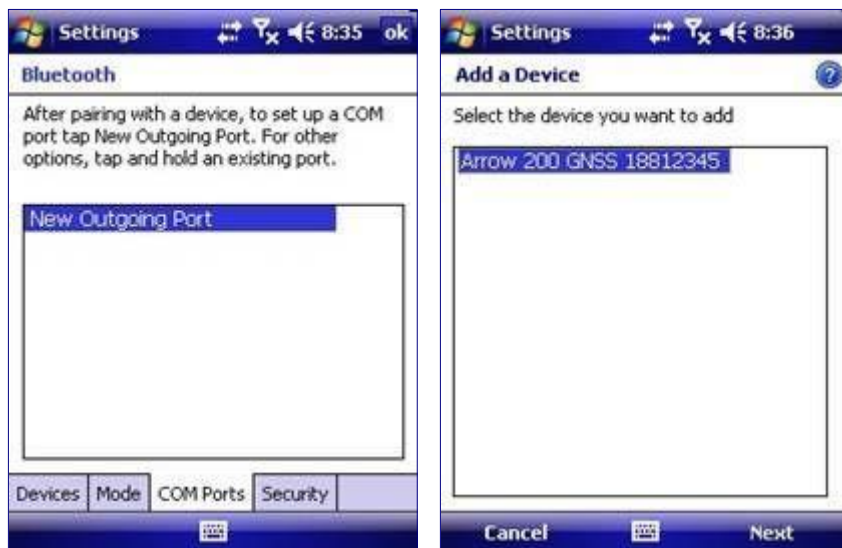 Settings 8:35 ok
Bluetooth
After pairing with a device, to set up a COM
port tap New Outgoing Port. For other
options, tap and hold an existing port.
New Outgoing Port
Devices Mode COM Ports Security
Settings 8:36
Add a Device ?
Select the device you want to add
Arrow 200 GNSS 18812345
Cancel Next